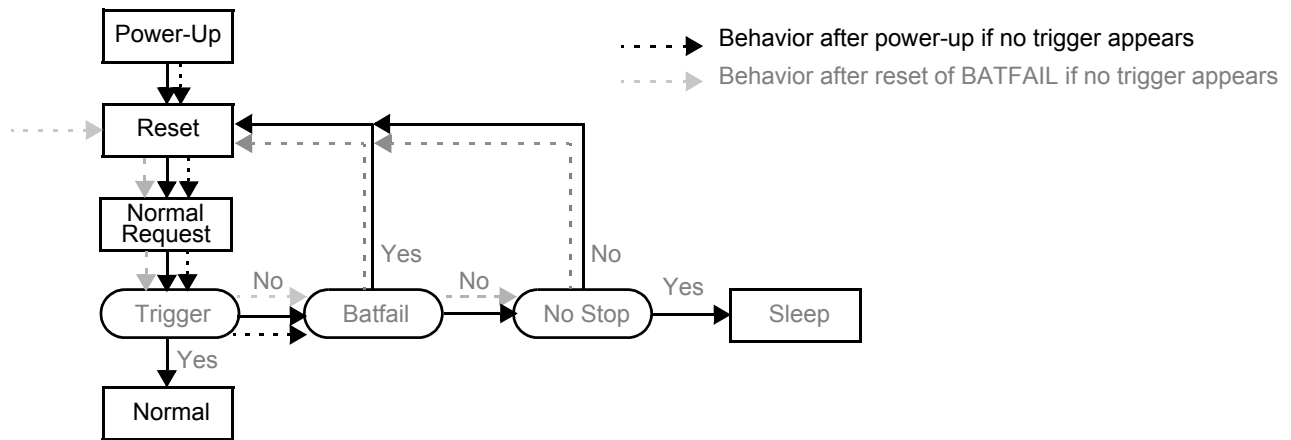 Power-Up
Behavior after power-up if no trigger appears
Behavior after reset of BATFAIL if no trigger appears
Reset
Normal
Request
Yes
No
No
No
Yes
Trigger
Batfail
No Stop
Sleep
Yes
Normal